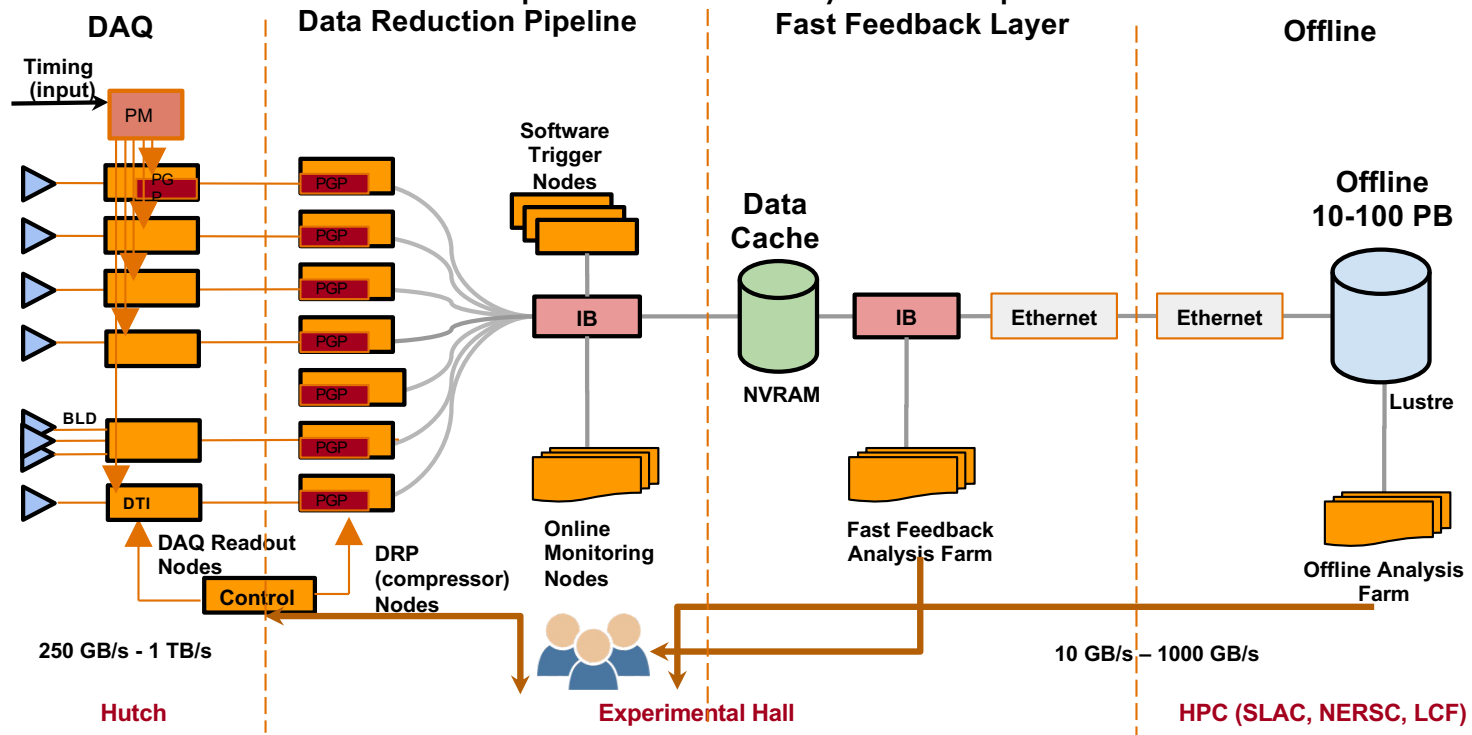 DAQ
Data Reduction Pipeline
Fast Feedback Layer
Offline
Timing
(input)
PM
PG
P
PGP
PGP
PGP
PGP
PGP
PGP
PGP
BLD
DTI
DAQ Readout
Nodes
Control
DRP
(compressor)
Nodes
Software
Trigger
Nodes
IB
Online
Monitoring
Nodes
Data
Cache
NVRAM
IB
Fast Feedback
Analysis Farm
Ethernet
Ethernet
Offline
10-100 PB
Lustre
Offline Analysis
Farm
250 GB/s - 1 TB/s
10 GB/s – 1000 GB/s
Hutch
Experimental Hall
HPC (SLAC, NERSC, LCF)